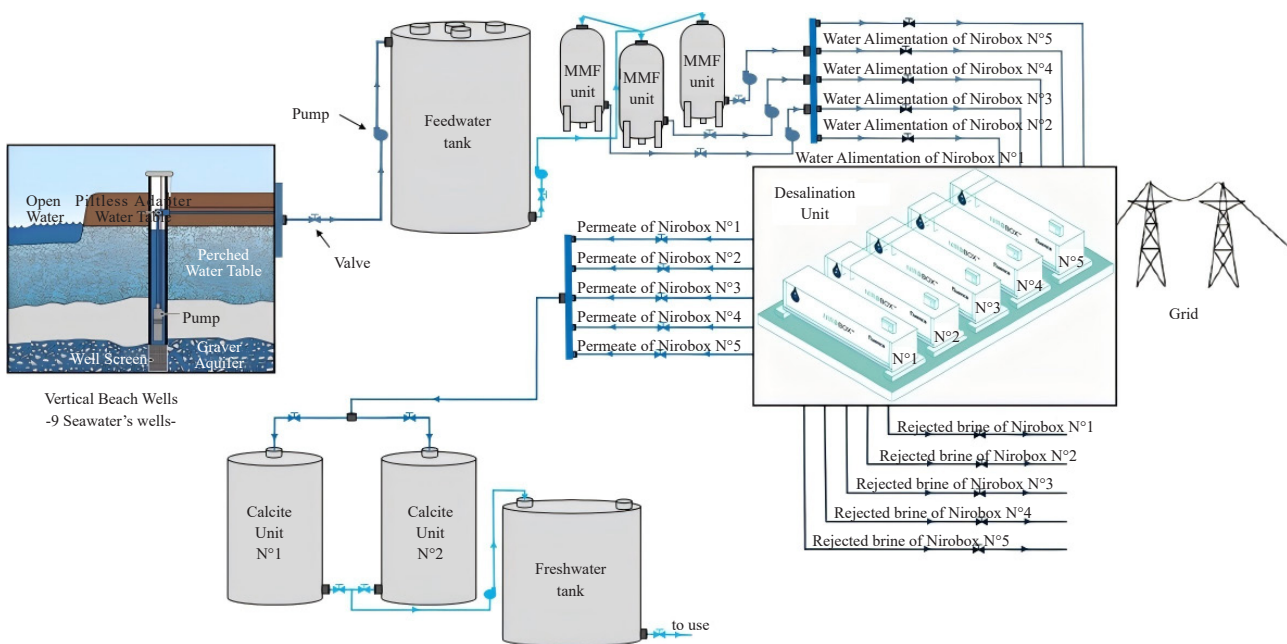 Open
Water
Piltless Adapter
Water Table
Perched
Water Table
Pump
Graver
Aquifer
Well Screen
Vertical Beach Wells
-9 Seawater's wells-
Pump
Valve
Feedwater
tank
MMF
unit
MMF
unit
MMF
unit
Water Alimentation of Nirobox N°5
Water Alimentation of Nirobox N°4
Water Alimentation of Nirobox N°3
Water Alimentation of Nirobox N°2
Water Alimentation of Nirobox N°1
Desalination
Unit
NIROBOX™
N°1
N°2
N°3
N°4
N°5
Grid
Permeate of Nirobox N°1
Permeate of Nirobox N°2
Permeate of Nirobox N°3
Permeate of Nirobox N°4
Permeate of Nirobox N°5
Rejected brine of Nirobox N°1
Rejected brine of Nirobox N°2
Rejected brine of Nirobox N°3
Rejected brine of Nirobox N°4
Rejected brine of Nirobox N°5
Calcite
Unit
N°1
Calcite
Unit
N°2
Freshwater
tank
to use